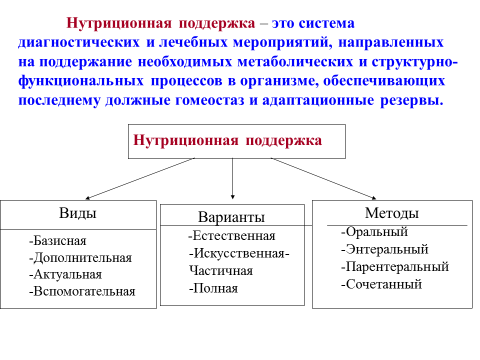 Нутриционная поддержка – это система
диагностических и лечебных мероприятий, направленных
на поддержание необходимых метаболических и структурно-
функциональных процессов в организме, обеспечивающих
последнему должные гомеостаз и адаптационные резервы.
Нутриционная поддержка
Виды
-Базисная
-Дополнительная
-Актуальная
-Вспомогательная
Варианты
-Естественная
-Искусственная-
Частичная
-Полная
Методы
-Оральный
-Энтеральный
-Парентеральный
-Сочетанный